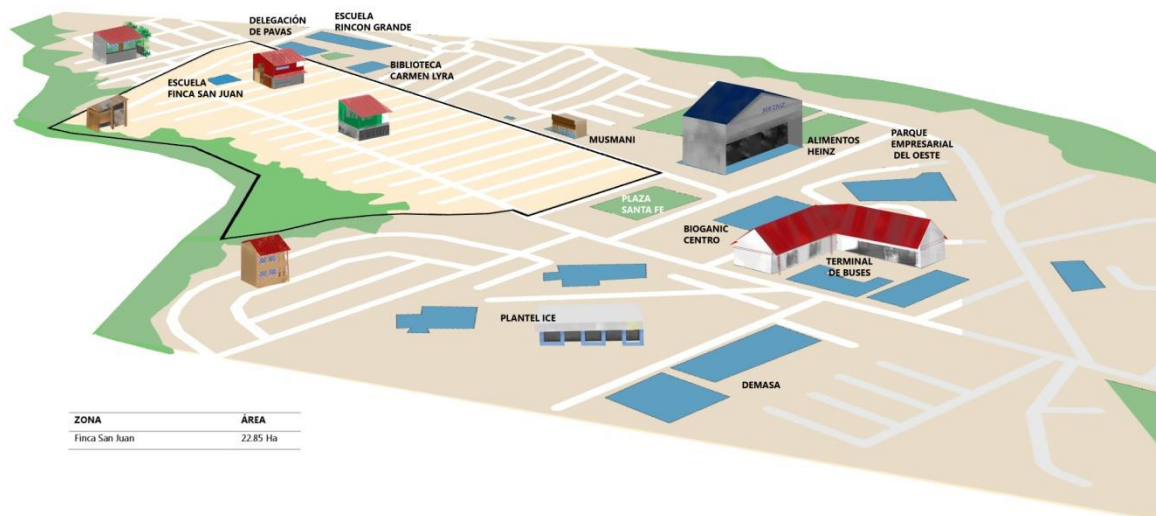 DELEGACIÓN
DE PAVAS
ESCUELA
RINCON GRANDE
BIBLIOTECA
CARMEN LYRA
ESCUELA
FINCA SAN JUAN
MUSMANI
HEINZ
ALIMENTOS
HEINZ
PARQUE
EMPRESARIAL
DEL OESTE
PLAZA
SANTA FE
BIOGANIC
CENTRO
TERMINAL
DE BUSES
PLANTEL ICE
DEMASA
ZONA ÁREA
Finca San Juan 22.85 Ha